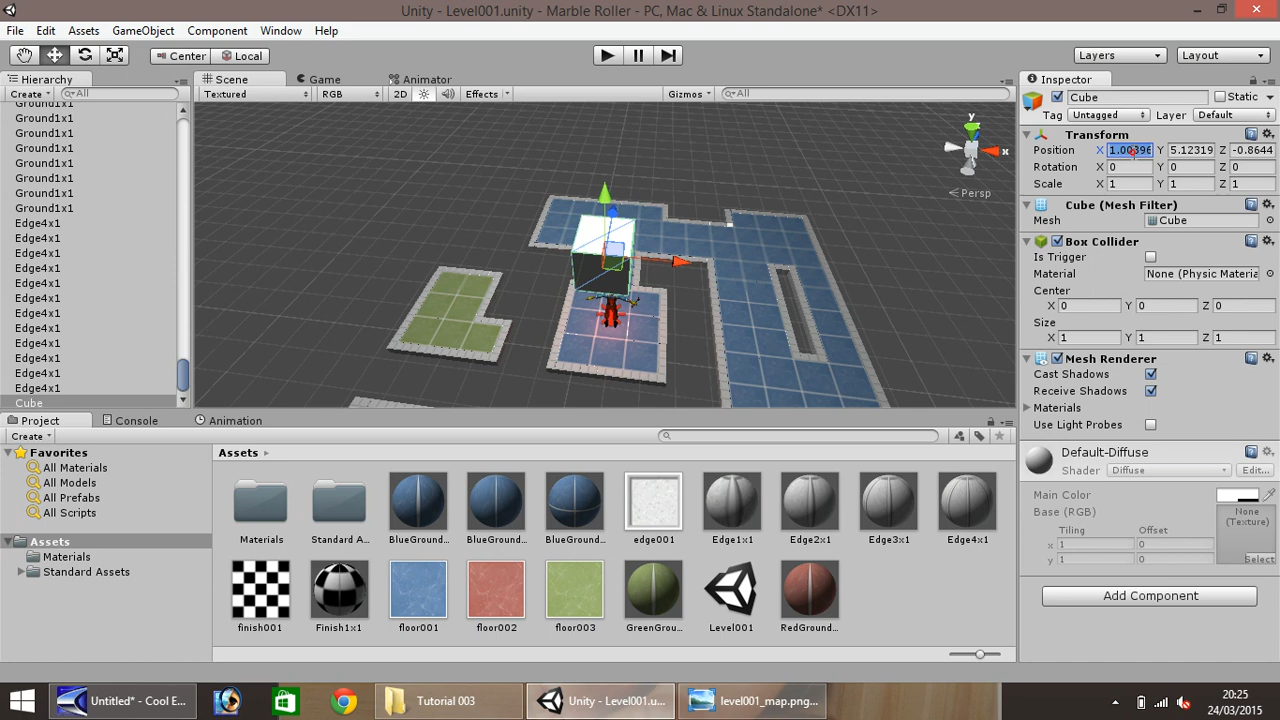 Unity - Level001.unity - Marble Roller - PC, Mac & Linux Standalone* <DX11>
File Edit Assets GameObject Component Window Help
Center Local Layers Layout
Hierarchy Scene Game Animator Inspector
Create All Textured RGB 2D Effects Gizmos All Cube Static
Tag Untagged Layer Default
Transform
Position X 1.00396 Y 5.12319 Z -0.8644
Rotation X 0 Y 0 Z 0
Scale X 1 Y 1 Z 1
Cube (Mesh Filter)
Mesh Cube
Box Collider
Is Trigger
Material None (Physic Materia
Center
X 0 Y 0 Z 0
Size
X 1 Y 1 Z 1
Mesh Renderer
Cast Shadows
Receive Shadows
Materials
Use Light Probes
Default-Diffuse
Shader Diffuse Edit...
Main Color
Base (RGB)
None
(Texture)
Tiling Offset
x 1 0
y 1 0
Select
Add Component
y
x
Persp
Ground1x1
Ground1x1
Ground1x1
Ground1x1
Ground1x1
Ground1x1
Ground1x1
Ground1x1
Edge4x1
Edge4x1
Edge4x1
Edge4x1
Edge4x1
Edge4x1
Edge4x1
Edge4x1
Edge4x1
Edge4x1
Edge4x1
Edge4x1
Cube
Project Console Animation
Create
Favorites
All Materials
All Models
All Prefabs
All Scripts
Assets
Materials
Standard Assets
Assets
Materials Standard A... BlueGroun... BlueGroun... BlueGroun... edge001 Edge1x1 Edge2x1 Edge3x1 Edge4x1
finish001 Finish1x1 floor001 floor002 floor003 GreenGrou... Level001 RedGround...
Untitled* - Cool E... Tutorial 003 Unity - Level001.u... level001_map.png...
20:25
24/03/2015